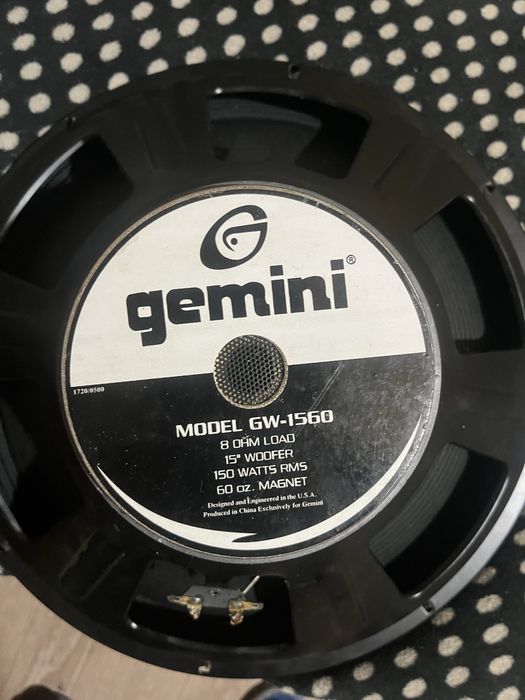 gemini®
1720/0500
MODEL GW-1560
8 OHM LOAD
15" WOOFER
150 WATTS RMS
60 oz. MAGNET
Designed and Engineered in the U.S.A.
Produced in China Exclusively for Gemini